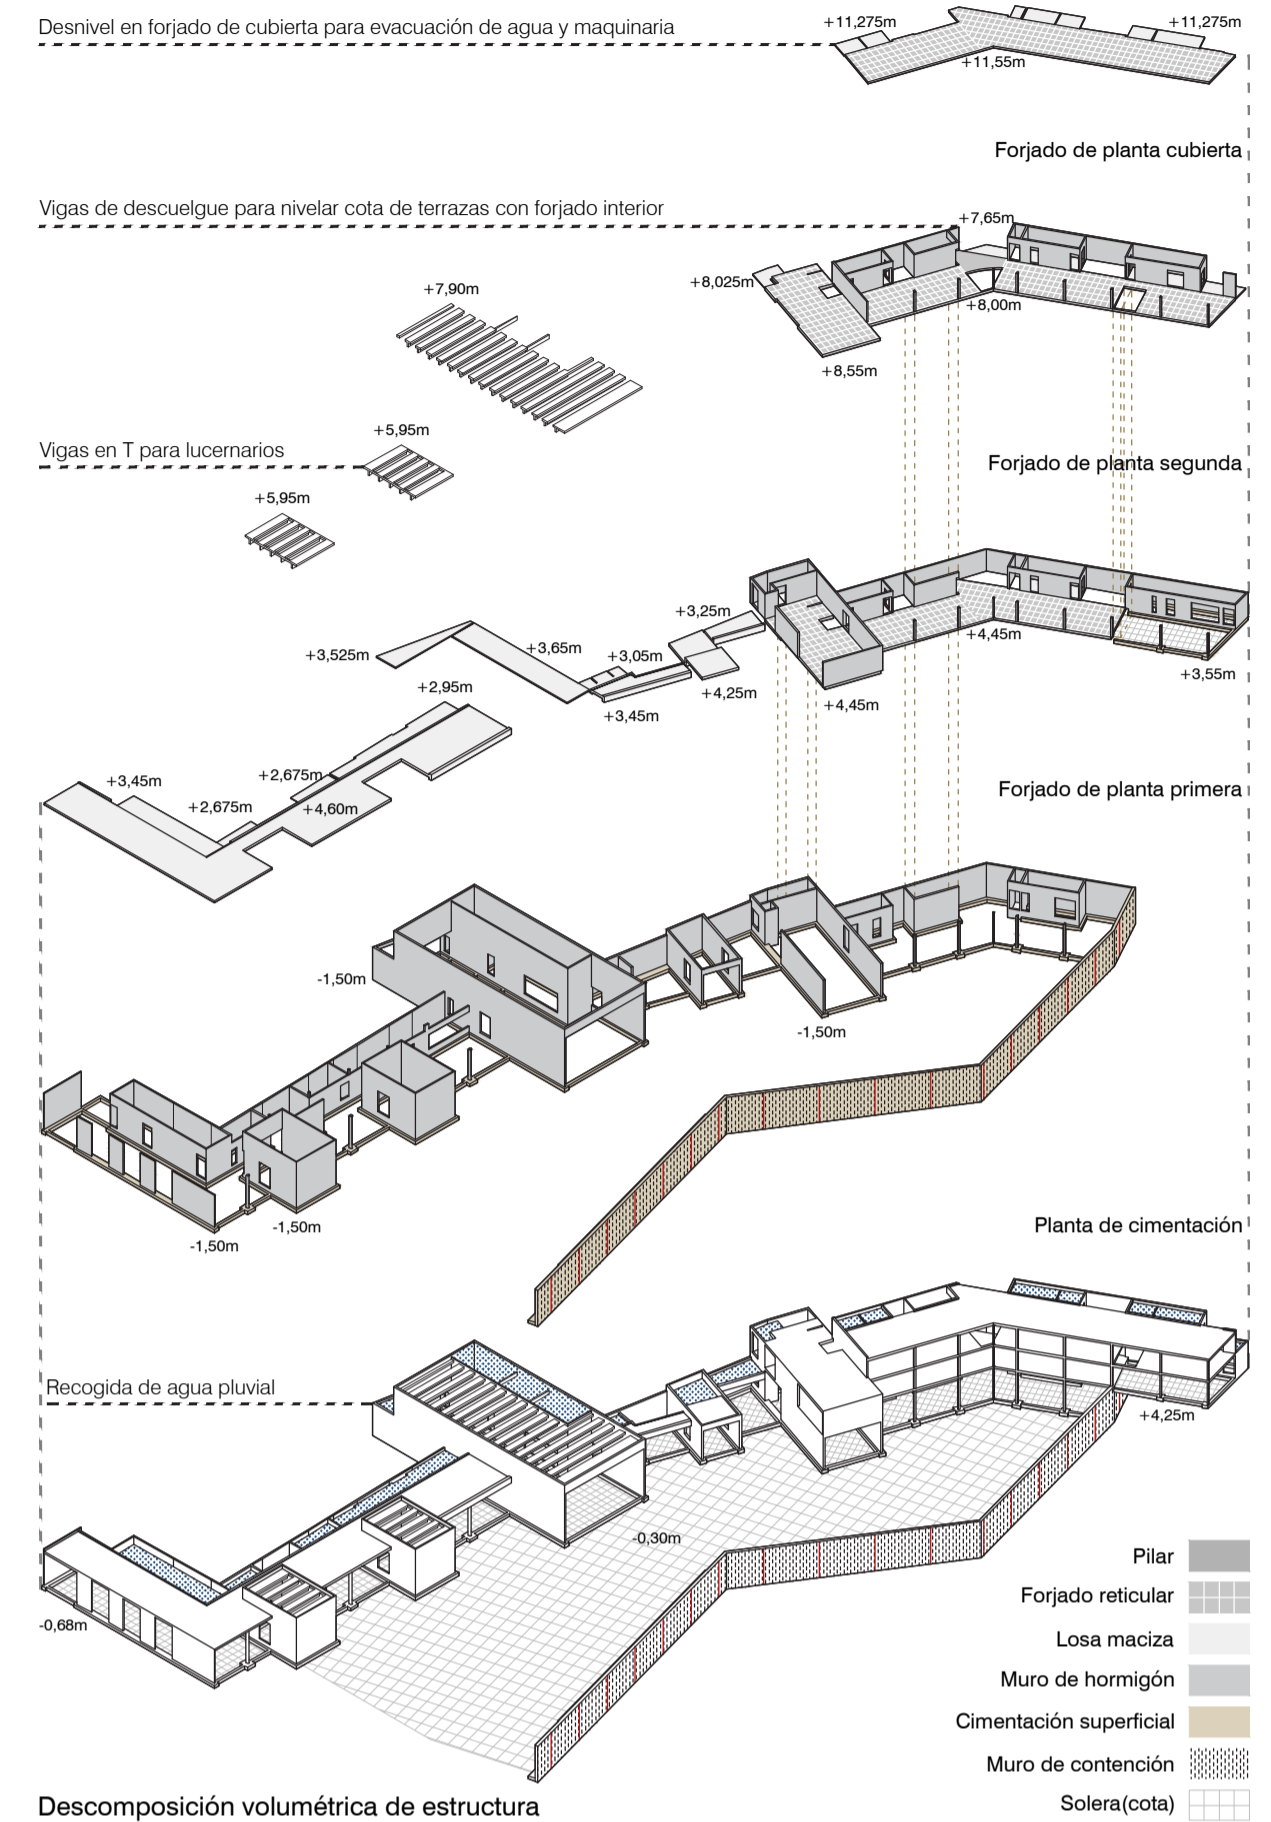 Desnivel en forjado de cubierta para evacuación de agua y maquinaria
+11,275m
+11,275m
+11,55m
Forjado de planta cubierta
Vigas de descuelgue para nivelar cota de terrazas con forjado interior
+7,65m
+8,025m
+7,90m
+8,00m
+8,55m
+5,95m
Vigas en T para lucernarios
Forjado de planta segunda
+5,95m
+3,25m
+4,45m
+3,525m
+3,65m
+3,05m
+3,55m
+4,25m
+2,95m
+4,45m
+3,45m
+2,675m
+3,45m
Forjado de planta primera
+2,675m
+4,60m
-1,50m
-1,50m
Planta de cimentación
-1,50m
-1,50m
Recogida de agua pluvial
+4,25m
-0,30m
-0,68m
Pilar
Forjado reticular
Losa maciza
Muro de hormigón
Cimentación superficial
Muro de contención
Solera(cota)
Descomposición volumétrica de estructura